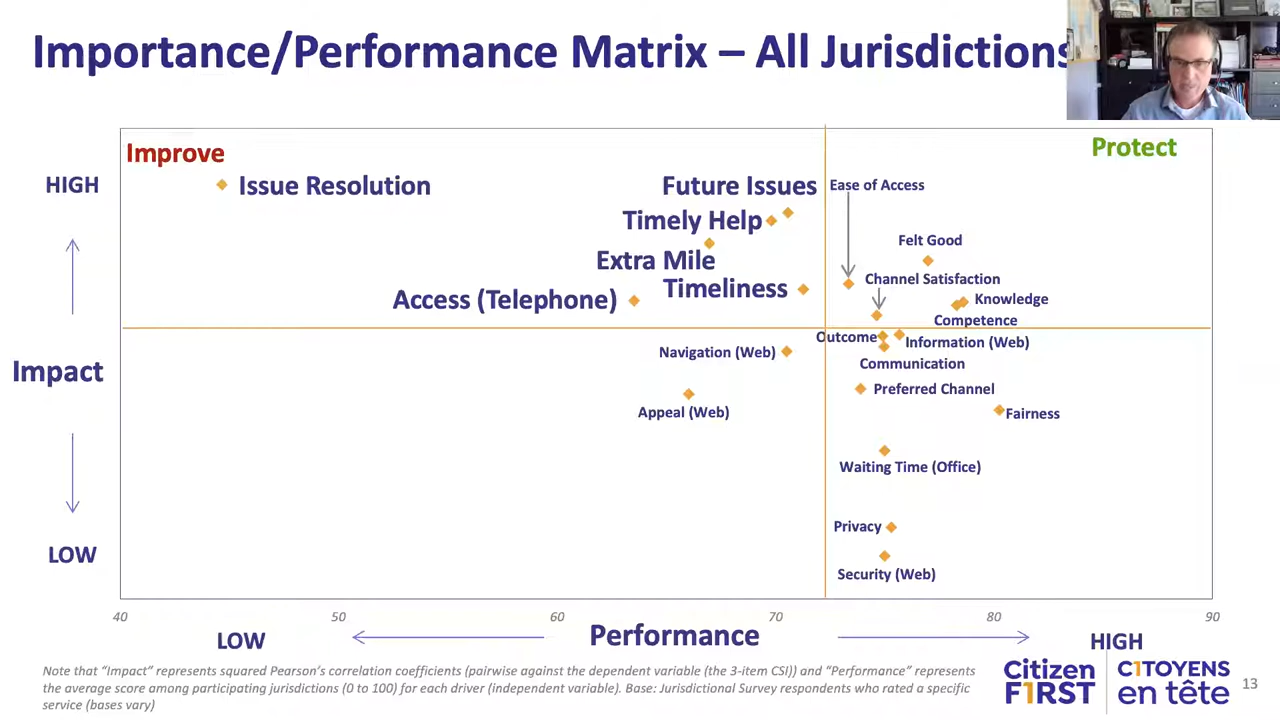 Importance/Performance Matrix – All Jurisdictions
Improve
Protect
HIGH
Issue Resolution
Future Issues
Ease of Access
Timely Help
Felt Good
Extra Mile
Channel Satisfaction
Timeliness
Access (Telephone)
Knowledge
Competence
Outcome
Information (Web)
Navigation (Web)
Communication
Impact
Preferred Channel
Appeal (Web)
Fairness
Waiting Time (Office)
Privacy
LOW
Security (Web)
40 50 60 70 80 90
LOW Performance HIGH
Note that “Impact” represents squared Pearson’s correlation coefficients (pairwise against the dependent variable (the 3-item CSI)) and “Performance” represents
the average score among participating jurisdictions (0 to 100) for each driver (independent variable). Base: Jurisdictional Survey respondents who rated a specific
service (bases vary)
Citizen
F1RST
C1TOYENS
en tête
13